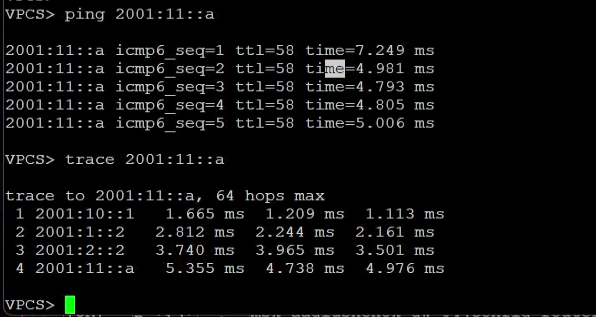 VPCS> ping 2001:11::a
2001:11::a icmp6_seq=1 ttl=58 time=7.249 ms
2001:11::a icmp6_seq=2 ttl=58 time=4.981 ms
2001:11::a icmp6_seq=3 ttl=58 time=4.793 ms
2001:11::a icmp6_seq=4 ttl=58 time=4.805 ms
2001:11::a icmp6_seq=5 ttl=58 time=5.006 ms
VPCS> trace 2001:11::a
trace to 2001:11::a, 64 hops max
1 2001:10::1 1.665 ms 1.209 ms 1.113 ms
2 2001:1::2 2.812 ms 2.244 ms 2.161 ms
3 2001:2::2 3.740 ms 3.965 ms 3.501 ms
4 2001:11::a 5.355 ms 4.738 ms 4.976 ms
VPCS>